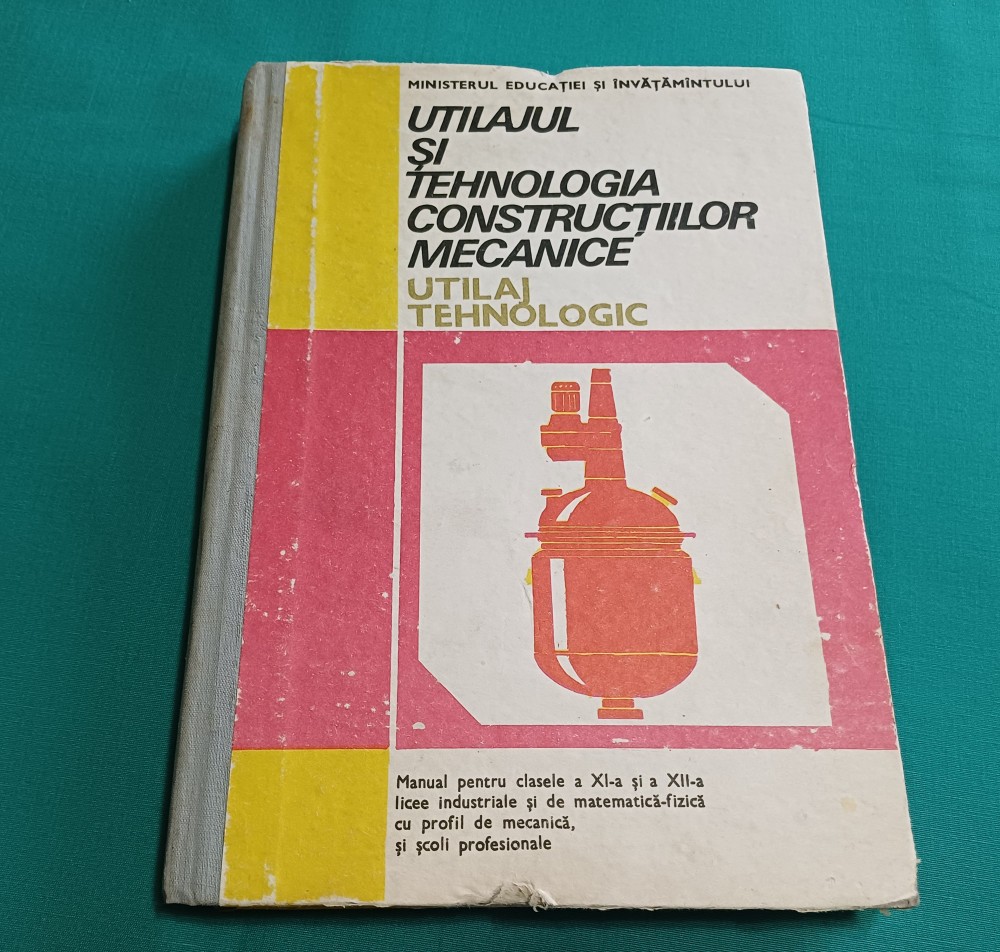 MINISTERUL EDUCAȚIEI ȘI ÎNVĂȚĂMÎNTULUI
UTILAJUL
ȘI
TEHNOLOGIA
CONSTRUCȚIILOR
MECANICE
UTILAJ
TEHNOLOGIC
Manual pentru clasele a XI-a și a XII-a
licee industriale și de matematică-fizică
cu profil de mecanică,
și școli profesionale